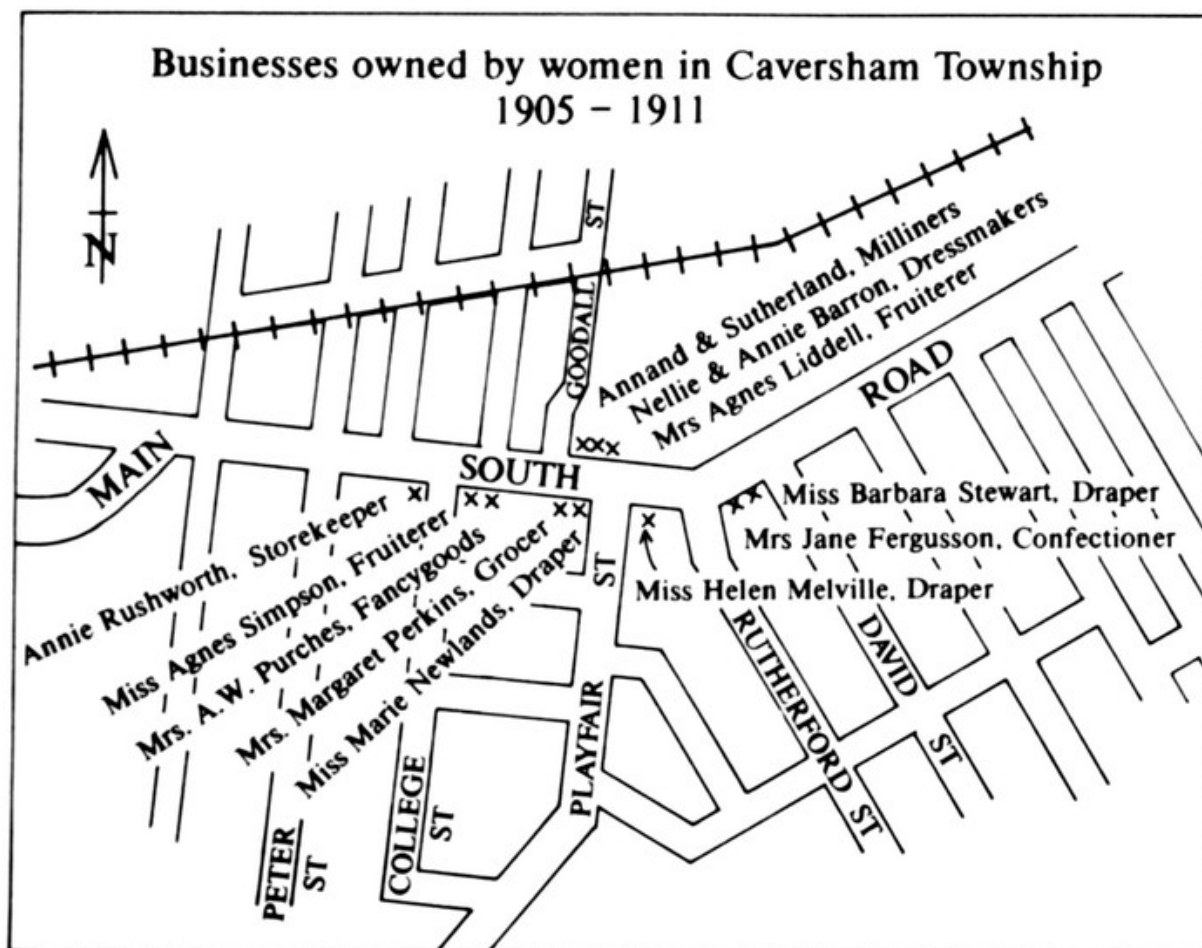 Businesses owned by women in Caversham Township
1905 – 1911
N
GOODALL ST
Annand & Sutherland, Milliners
Nellie & Annie Barron, Dressmakers
Mrs Agnes Liddell, Fruiterer
MAIN SOUTH ROAD
Annie Rushworth, Storekeeper
Miss Agnes Simpson, Fruiterer
Mrs. A.W. Purches, Fancygoods
Mrs. Margaret Perkins, Grocer
Miss Marie Newlands, Draper
Miss Barbara Stewart, Draper
Mrs Jane Fergusson, Confectioner
Miss Helen Melville, Draper
PETER ST
COLLEGE ST
PLAYFAIR ST
RUTHERFORD ST
DAVID ST